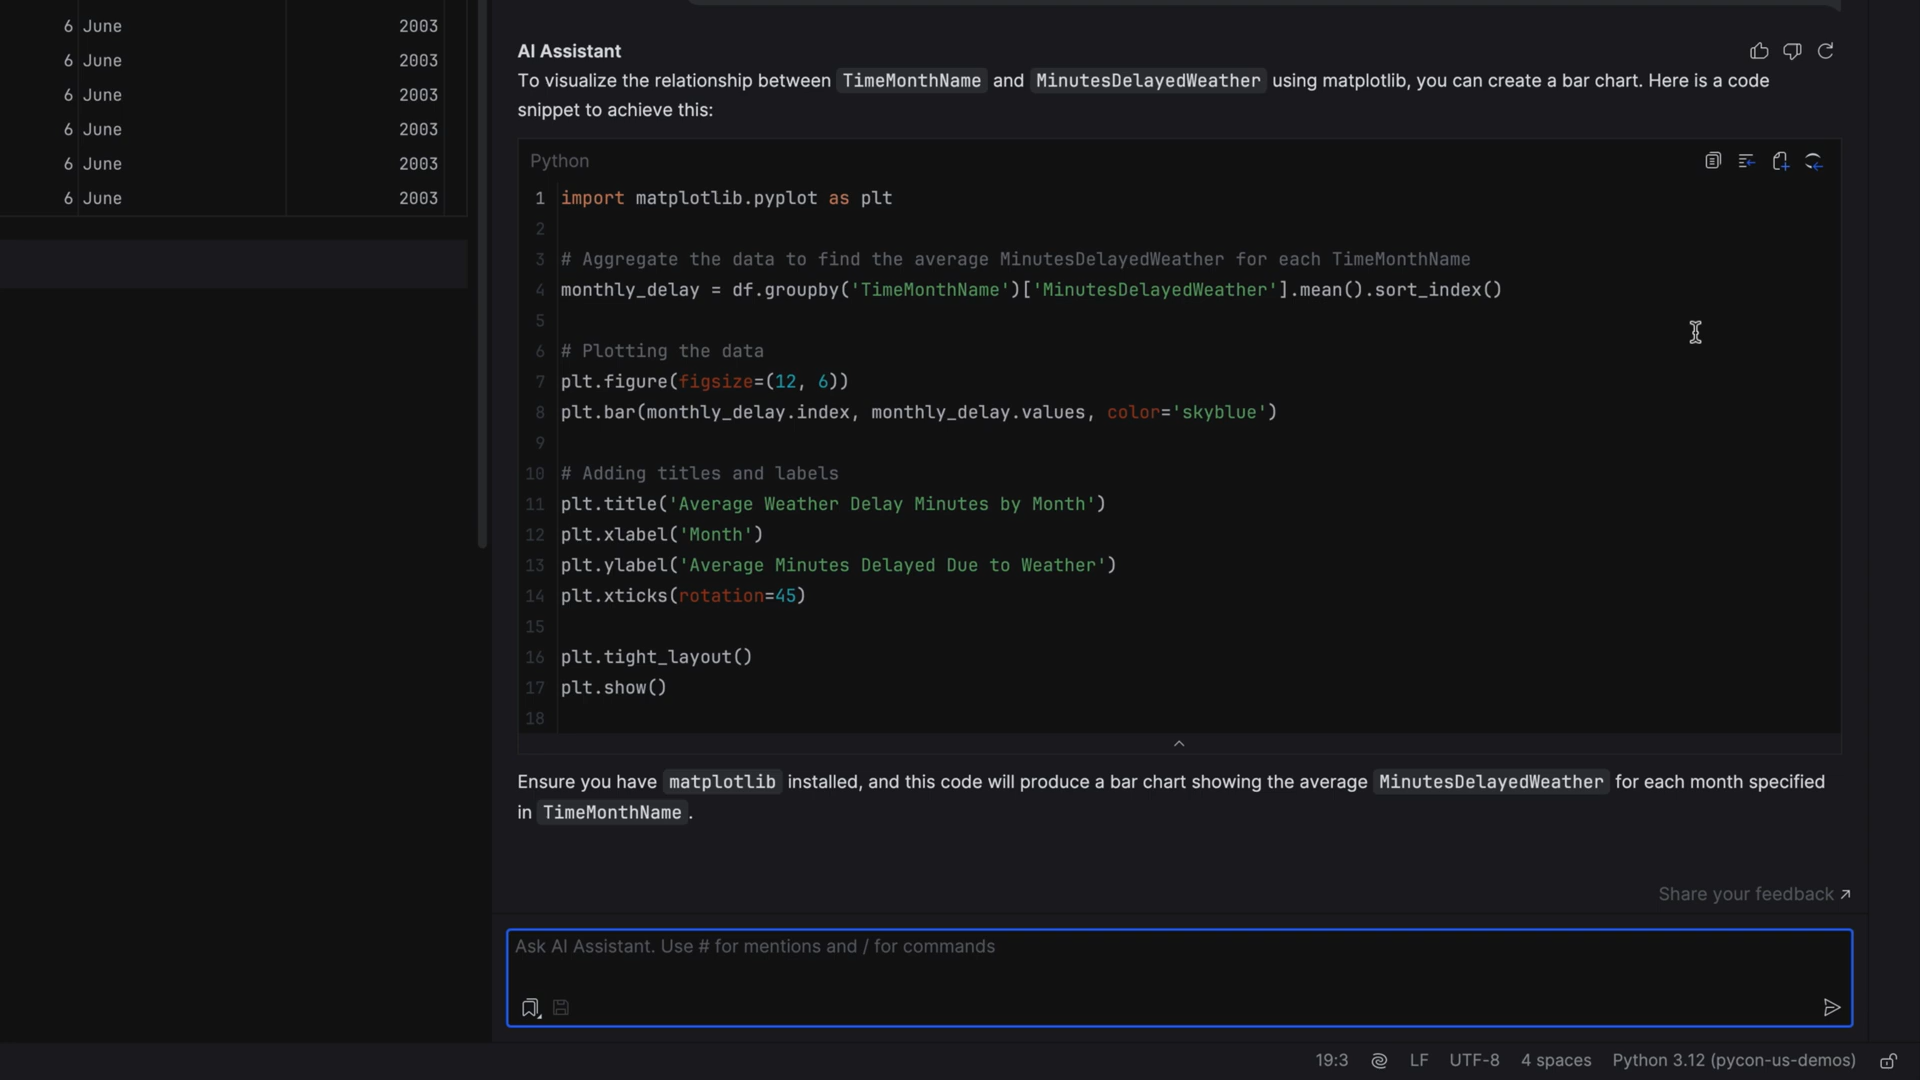 6 June 2003
6 June 2003
6 June 2003
6 June 2003
6 June 2003
6 June 2003
AI Assistant
To visualize the relationship between TimeMonthName and MinutesDelayedWeather using matplotlib, you can create a bar chart. Here is a code
snippet to achieve this:
Python
1 import matplotlib.pyplot as plt
2
3 # Aggregate the data to find the average MinutesDelayedWeather for each TimeMonthName
4 monthly_delay = df.groupby('TimeMonthName')['MinutesDelayedWeather'].mean().sort_index()
5
6 # Plotting the data
7 plt.figure(figsize=(12, 6))
8 plt.bar(monthly_delay.index, monthly_delay.values, color='skyblue')
9
10 # Adding titles and labels
11 plt.title('Average Weather Delay Minutes by Month')
12 plt.xlabel('Month')
13 plt.ylabel('Average Minutes Delayed Due to Weather')
14 plt.xticks(rotation=45)
15
16 plt.tight_layout()
17 plt.show()
18
Ensure you have matplotlib installed, and this code will produce a bar chart showing the average MinutesDelayedWeather for each month specified
in TimeMonthName.
Share your feedback ↗
Ask AI Assistant. Use # for mentions and / for commands
19:3 LF UTF-8 4 spaces Python 3.12 (pycon-us-demos)